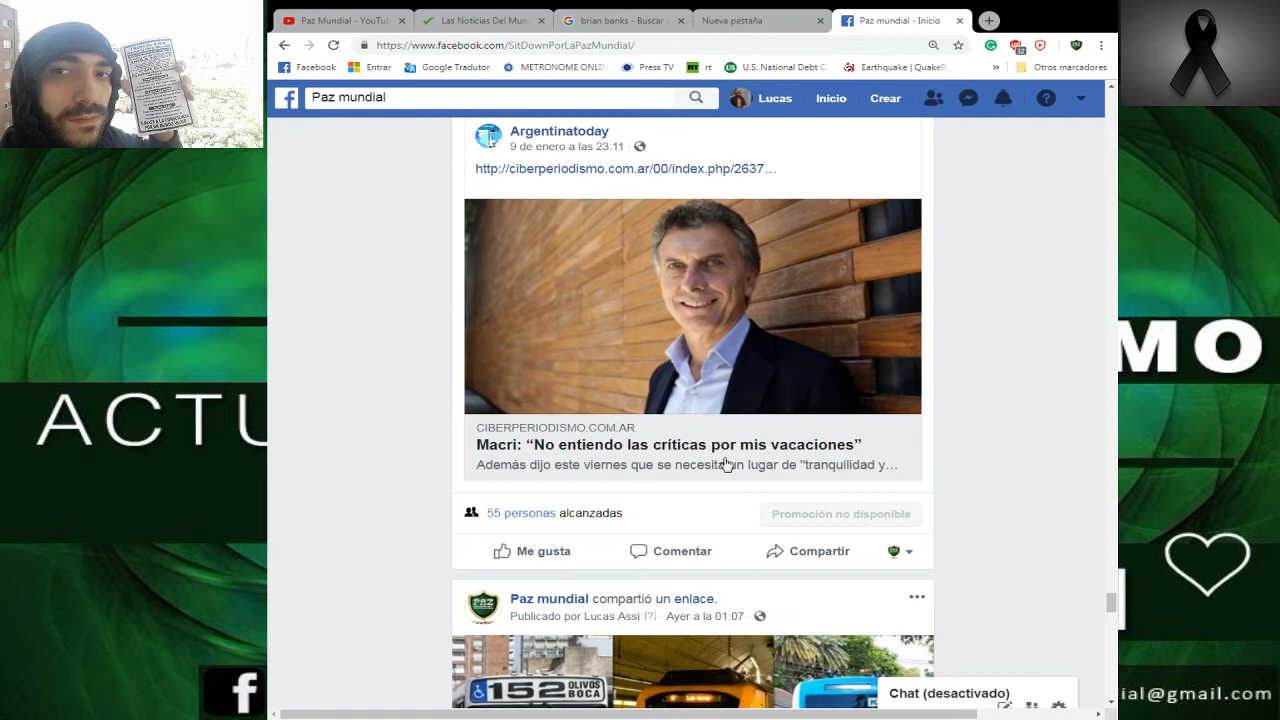 Paz Mundial - YouTub
Las Noticias Del Mun
brian banks - Buscar
Nueva pestaña
Paz mundial - Inicio
https://www.facebook.com/SitDownPorLaPazMundial/
Facebook
Entrar
Google Tradutor
METRONOME ONLIN
Press TV
RT rt
U.S. National Debt C
Earthquake | QuakeR
»
Otros marcadores
Paz mundial
Lucas
Inicio
Crear
Argentinatoday
9 de enero a las 23:11 ·
http://ciberperiodismo.com.ar/00/index.php/2637…
CIBERPERIODISMO.COM.AR
Macri: “No entiendo las críticas por mis vacaciones”
Además dijo este viernes que se necesita un lugar de "tranquilidad y…
55 personas alcanzadas
Promoción no disponible
Me gusta
Comentar
Compartir
Paz mundial compartió un enlace.
Publicado por Lucas Assi [?] · Ayer a la 01:07 ·
152 OLIVOS BOCA
Chat (desactivado)
ACTU
MO
ial@gmail.com